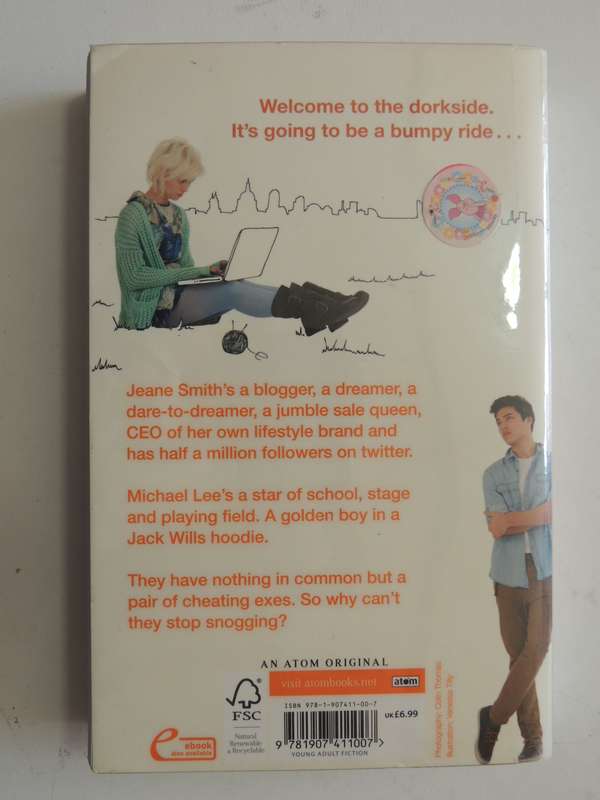 Welcome to the dorkside.
It's going to be a bumpy ride...
Jeane Smith's a blogger, a dreamer, a
dare-to-dreamer, a jumble sale queen,
CEO of her own lifestyle brand and
has half a million followers on twitter.
Michael Lee's a star of school, stage
and playing field. A golden boy in a
Jack Wills hoodie.
They have nothing in common but a
pair of cheating exes. So why can't
they stop snogging?
AN ATOM ORIGINAL
visit atombooks.net
atom
ISBN 978-1-907411-00-7
UK £6.99
9 781907 411007 >
YOUNG ADULT FICTION
FSC
Natural
Renewable
& Recyclable
ebook
also available
Photography: Colin Thomas
Illustration: Vanessa Tilly